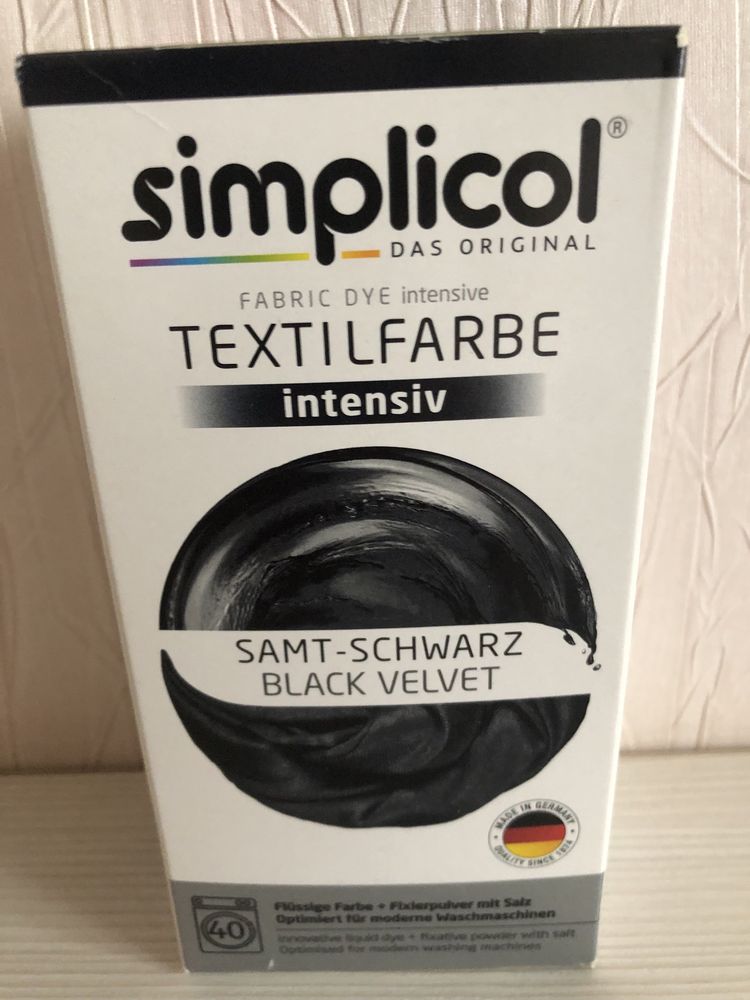 simplicol®
DAS ORIGINAL
FABRIC DYE intensive
TEXTILFARBE
intensiv
SAMT-SCHWARZ
BLACK VELVET
MADE IN GERMANY
QUALITY SINCE 1824
40
Flüssige Farbe + Fixierpulver mit Salz
Optimiert für moderne Waschmaschinen
Innovative liquid dye + fixative powder with salt
Optimised for modern washing machines